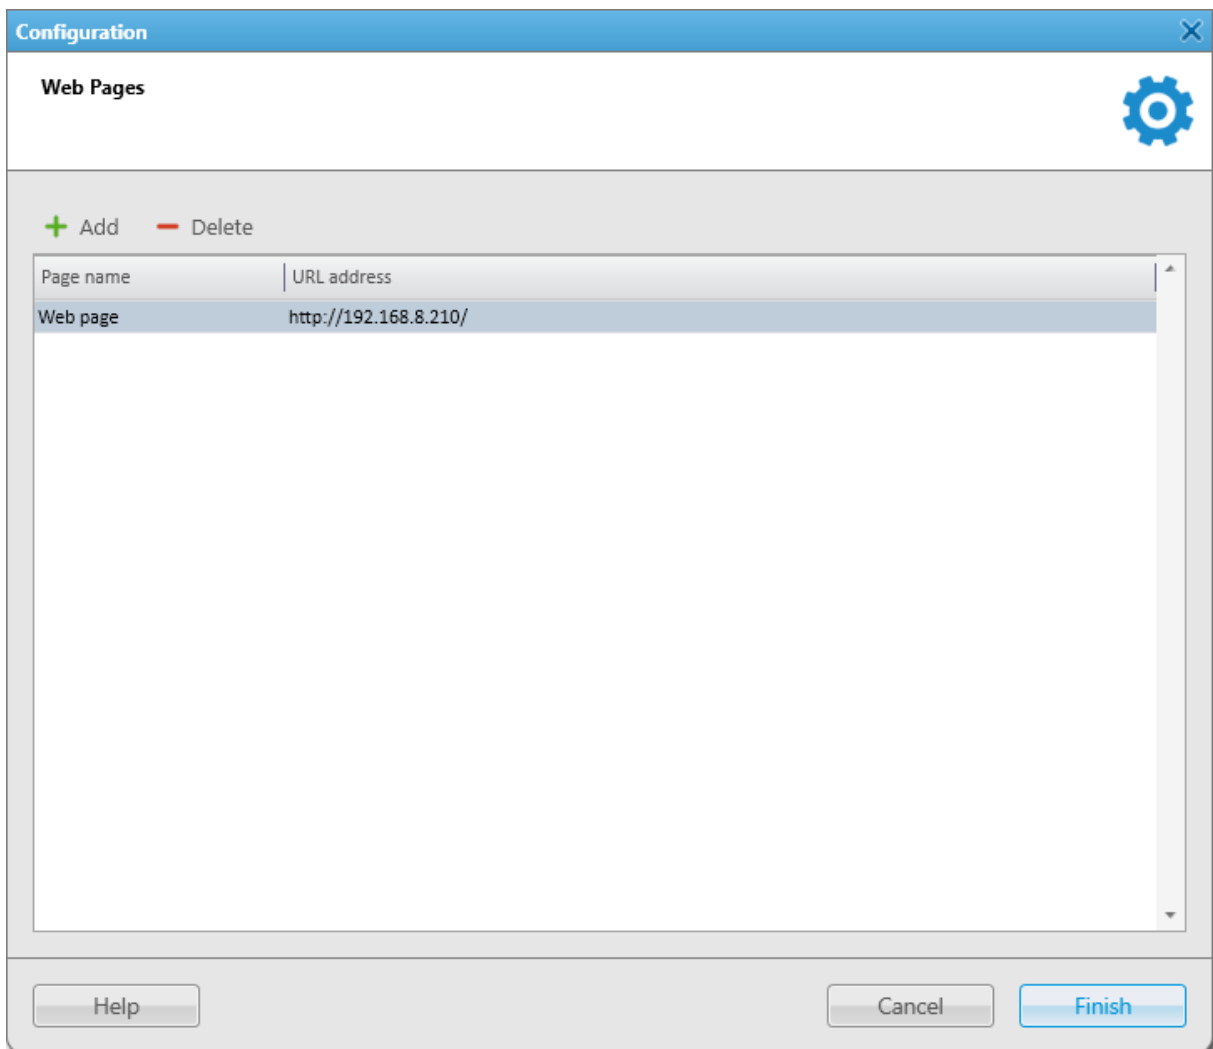 Configuration
Web Pages
Add Delete
Page name URL address
Web page http://192.168.8.210/
Help Cancel Finish